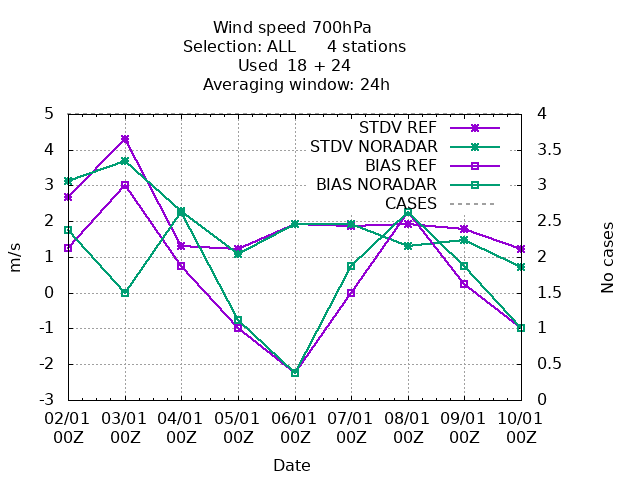 Wind speed 700hPa
Selection: ALL 4 stations
Used 18 + 24
Averaging window: 24h
5
4
3
2
1
0
-1
-2
-3
4
3.5
3
2.5
2
1.5
1
0.5
0
STDV REF
STDV NORADAR
BIAS REF
BIAS NORADAR
CASES
m/s
No cases
02/01 03/01 04/01 05/01 06/01 07/01 08/01 09/01 10/01
00Z 00Z 00Z 00Z 00Z 00Z 00Z 00Z 00Z
Date